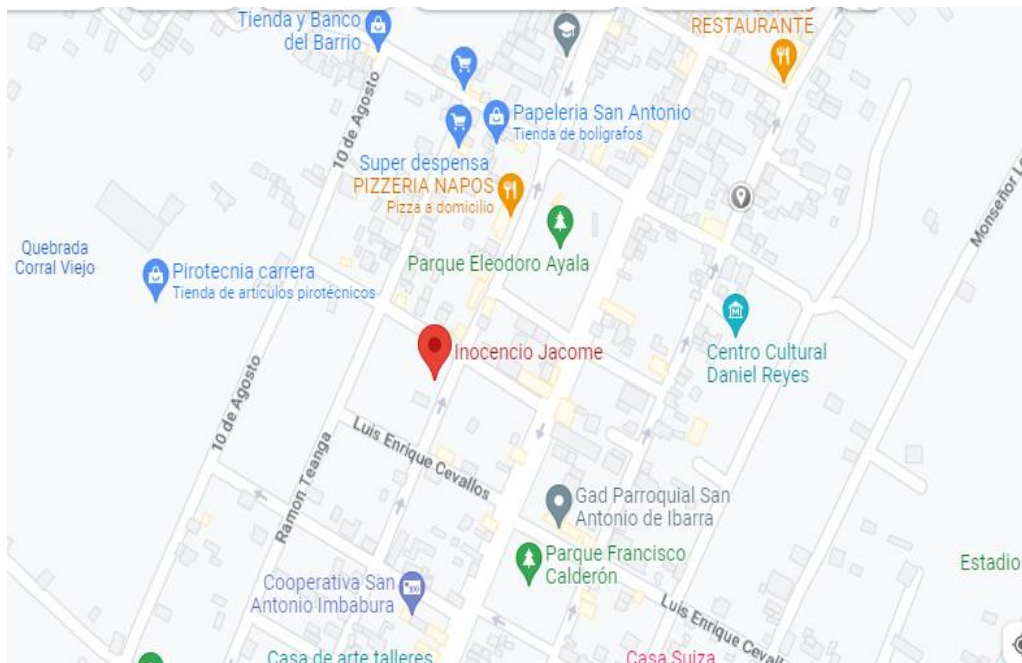 Tienda y Banco
del Barrio
RESTAURANTE
10 de Agosto
Papeleria San Antonio
Tienda de bolígrafos
Super despensa
PIZZERIA NAPOS
Pizza a domicilio
Monseñor
Quebrada
Corral Viejo
Parque Eleodoro Ayala
Pirotecnia carrera
Tienda de artículos pirotécnicos
Inocencio Jacome
Centro Cultural
Daniel Reyes
10 de Agosto
Luis Enrique Cevallos
Ramon Teanga
Gad Parroquial San
Antonio de Ibarra
Parque Francisco
Calderón
Estadio
Cooperativa San
Antonio Imbabura
Luis Enrique Cevallos
Casa de arte talleres
Casa Suiza